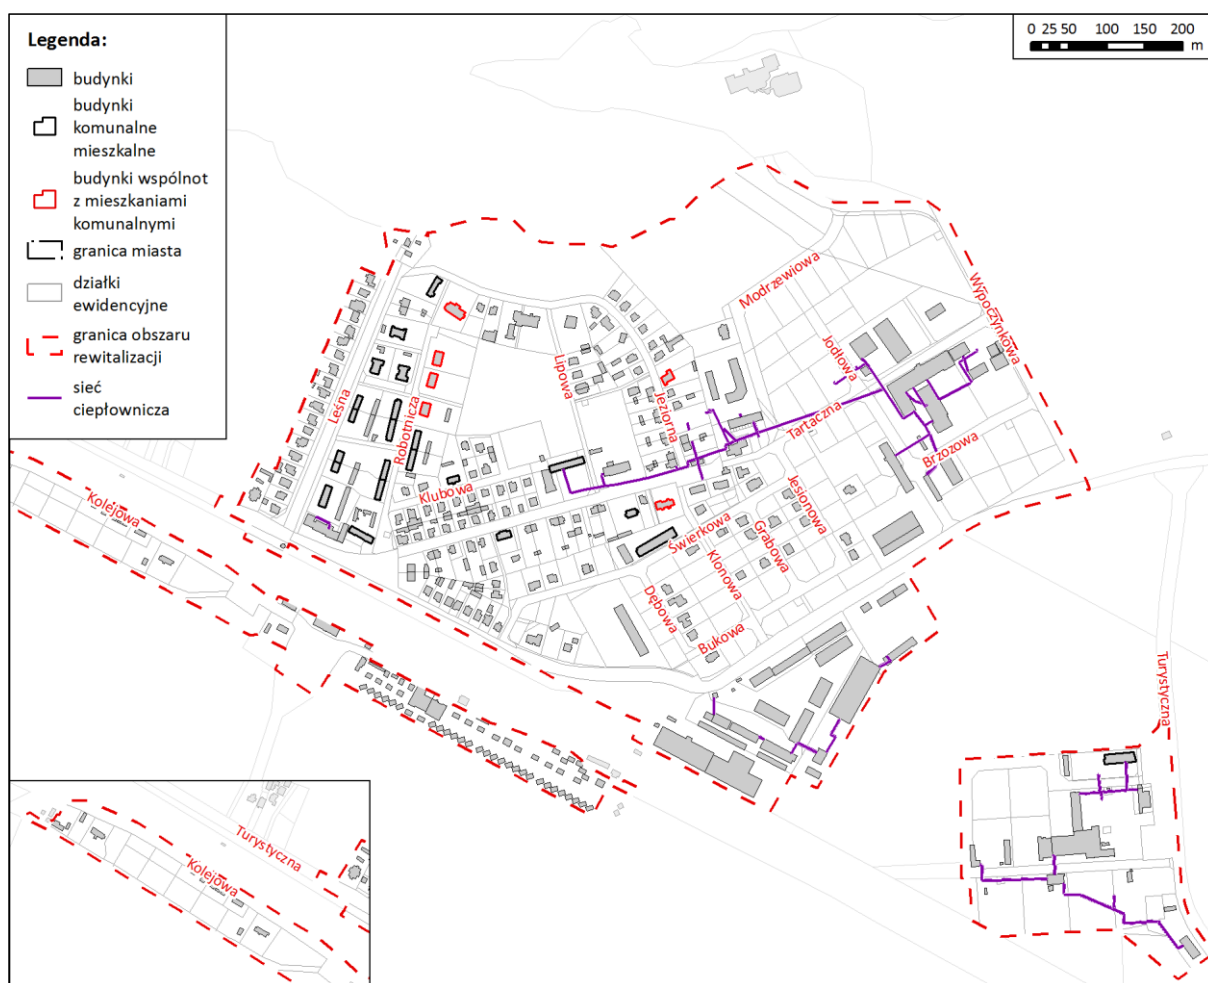 Legenda:
budynki
budynki
komunalne
mieszkalne
budynki wspólnot
z mieszkaniami
komunalnymi
granica miasta
działki
ewidencyjne
granica obszaru
rewitalizacji
sieć
ciepłownicza
0 25 50 100 150 200
m
Modrzewiowa
Wypoczynkowa
Jodłowa
Lipowa
Leśna
Robotnicza
Jeziorna
Tartaczna
Brzozowa
Klubowa
Kolejowa
Jesionowa
Świerkowa
Grabowa
Klonowa
Dębowa
Bukowa
Turystyczna
Turystyczna
Kolejowa